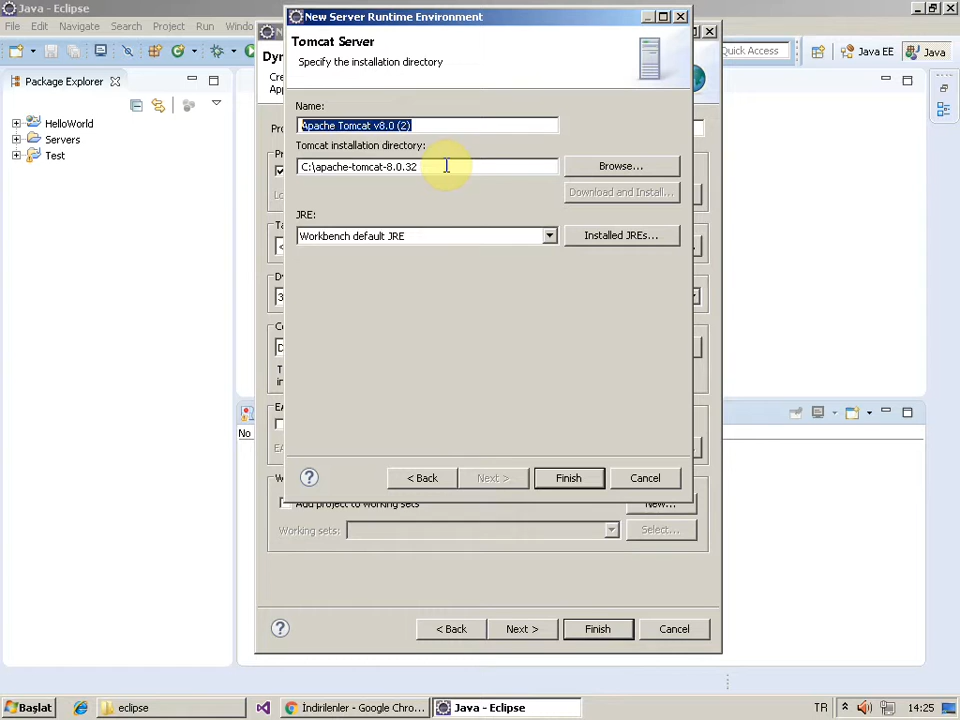 Java - Eclipse
File Edit Navigate Search Project Run
New Server Runtime Environment
Tomcat Server
Specify the installation directory
Quick Access
Java EE
Java
Package Explorer
HelloWorld
Servers
Test
Name:
Apache Tomcat v8.0 (2)
Tomcat installation directory:
C:\apache-tomcat-8.0.32
Browse...
Download and Install...
JRE:
Workbench default JRE
Installed JREs...
< Back
Next >
Finish
Cancel
No
Add project to working sets
New...
Working sets:
Select...
< Back
Next >
Finish
Cancel
Başlat
eclipse
İndirilenler - Google Chro...
Java - Eclipse
TR
14:25